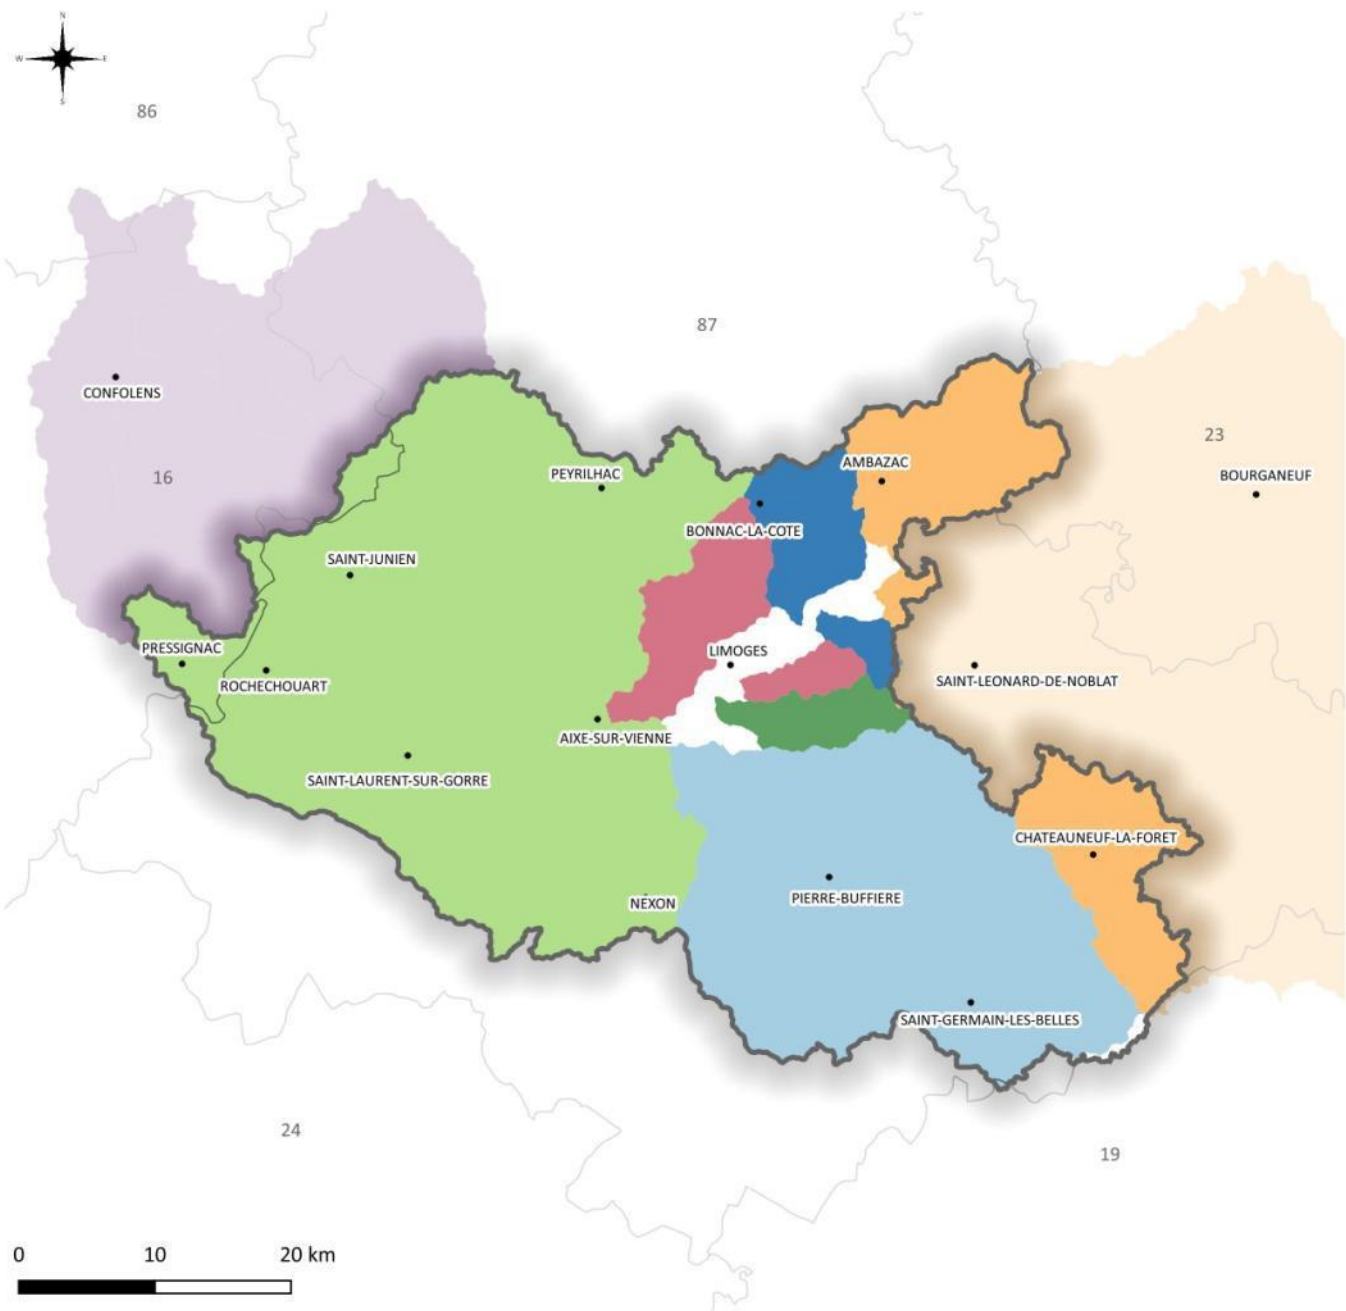 N
W E
S
86
87
CONFOLENS
23
AMBAZAC
PEYRILHAC
BOURGANEUF
16
BONNAC-LA-COTE
SAINT-JUNIEN
PRESSIGNAC
LIMOGES
ROCHECHOUART
SAINT-LEONARD-DE-NOBLAT
AIXE-SUR-VIENNE
SAINT-LAURENT-SUR-GORRE
CHATEAUNEUF-LA-FORET
NEXON
PIERRE-BUFFIERE
SAINT-GERMAIN-LES-BELLES
24
19
0 10 20 km